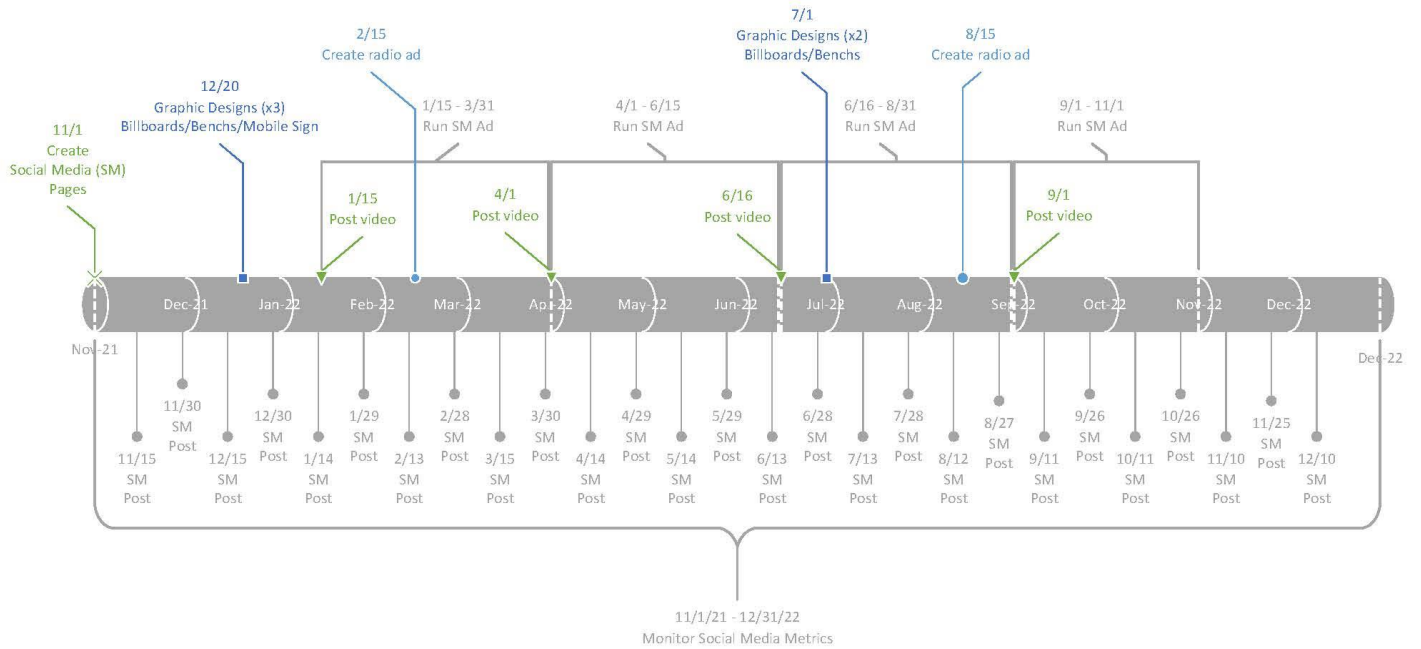 7/1
Graphic Designs (x2)
Billboards/Benchs
2/15
Create radio ad
8/15
Create radio ad
12/20
Graphic Designs (x3)
Billboards/Benchs/Mobile Sign
1/15 - 3/31
Run SM Ad
4/1 - 6/15
Run SM Ad
6/16 - 8/31
Run SM Ad
9/1 - 11/1
Run SM Ad
11/1
Create
Social Media (SM)
Pages
1/15
Post video
4/1
Post video
6/16
Post video
9/1
Post video
Dec-21
Jan-22
Feb-22
Mar-22
Apr-22
May-22
Jun-22
Jul-22
Aug-22
Sep-22
Oct-22
Nov-22
Dec-22
Nov-21
Dec-22
11/15
SM
Post
11/30
SM
Post
12/15
SM
Post
12/30
SM
Post
1/14
SM
Post
1/29
SM
Post
2/13
SM
Post
2/28
SM
Post
3/15
SM
Post
3/30
SM
Post
4/14
SM
Post
4/29
SM
Post
5/14
SM
Post
5/29
SM
Post
6/13
SM
Post
6/28
SM
Post
7/13
SM
Post
7/28
SM
Post
8/12
SM
Post
8/27
SM
Post
9/11
SM
Post
9/26
SM
Post
10/11
SM
Post
10/26
SM
Post
11/10
SM
Post
11/25
SM
Post
12/10
SM
Post
11/1/21 - 12/31/22
Monitor Social Media Metrics